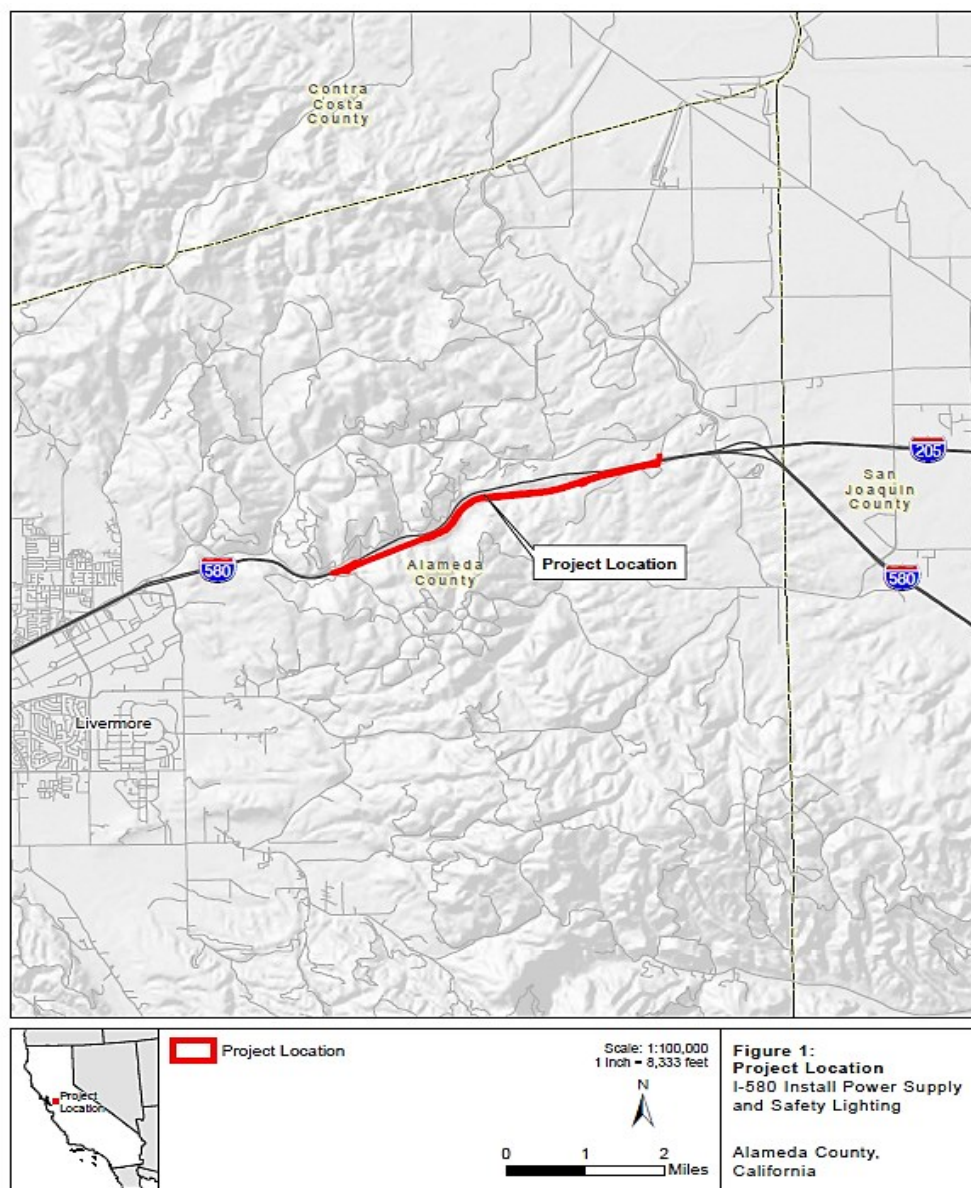 Contra
Costa
County
205
San
Joaquin
County
Project Location
Alameda
County
580
580
Livermore
Project
Location
Project Location
Scale: 1:100,000
1 inch = 8,333 feet
N
0 1 2
Miles
Figure 1:
Project Location
I-580 Install Power Supply
and Safety Lighting
Alameda County,
California